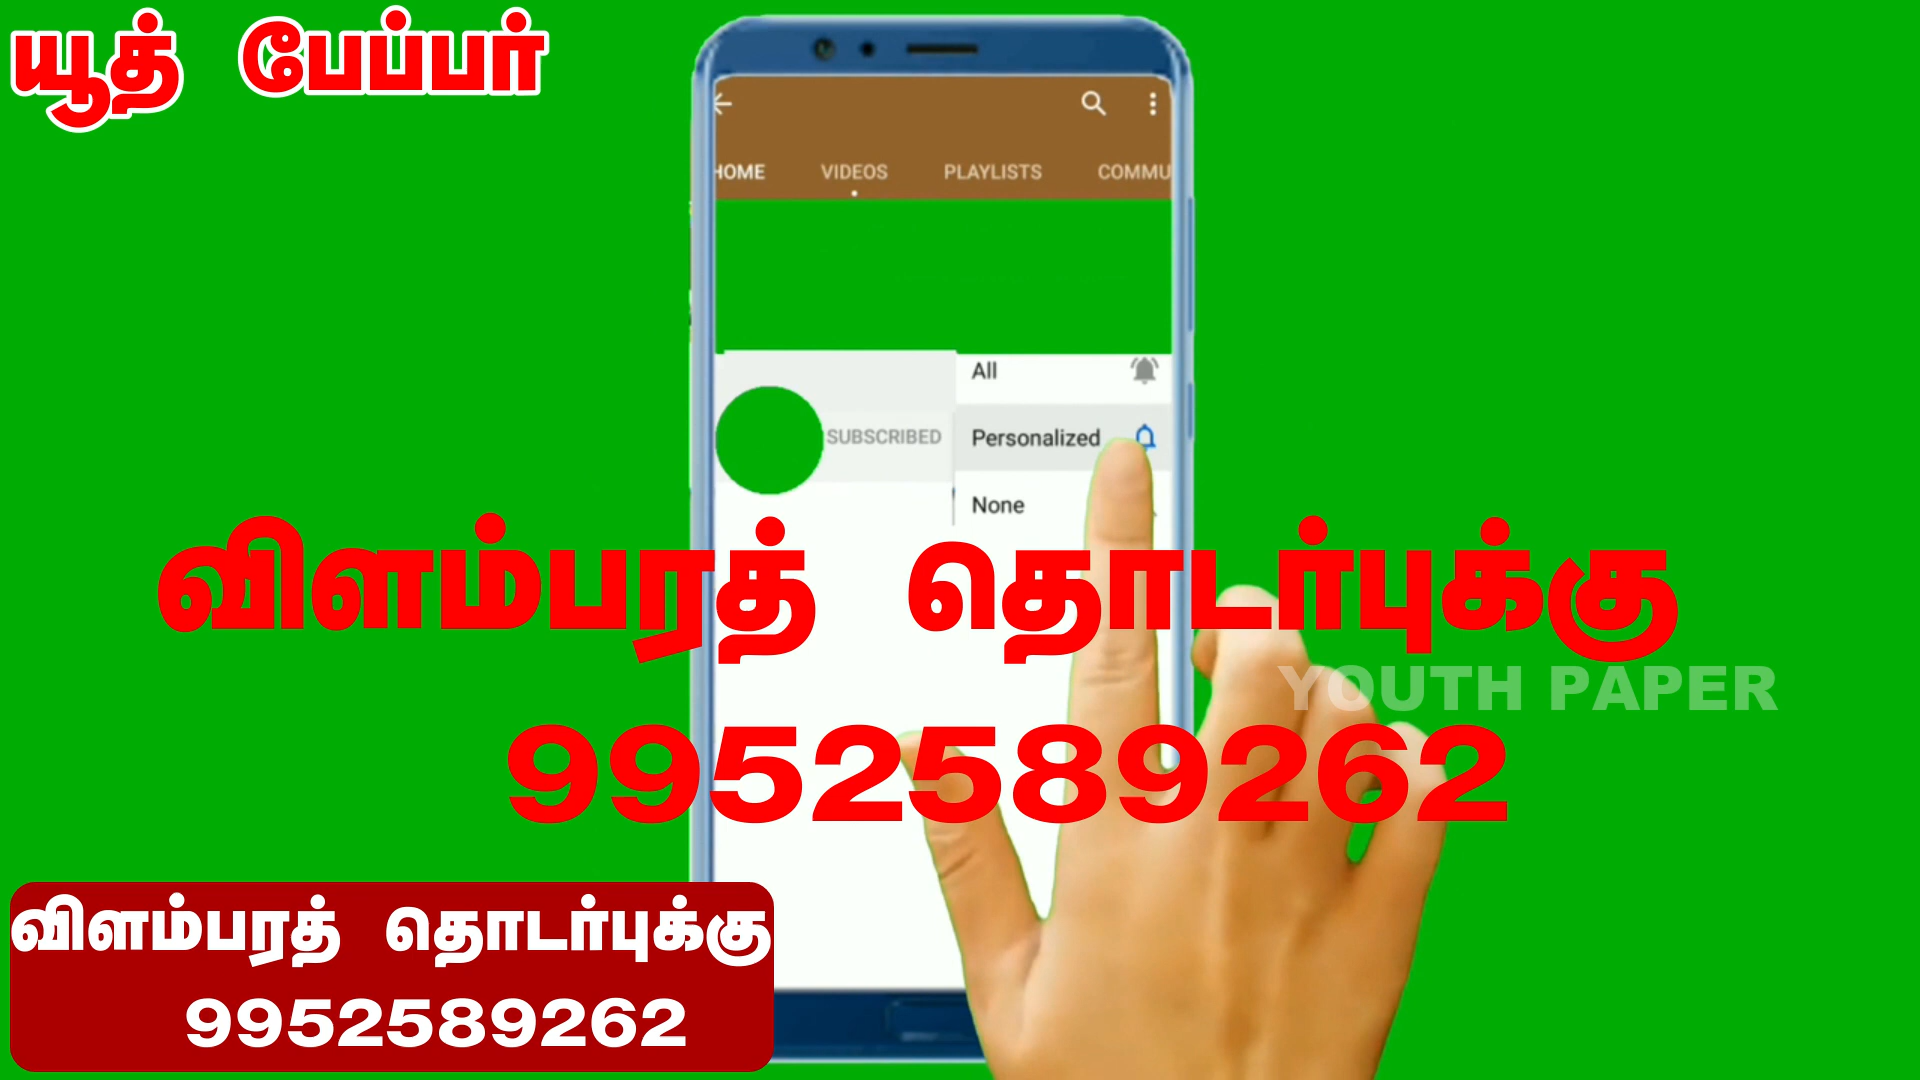 யூத் பேப்பர்
HOME VIDEOS PLAYLISTS COMMU
All
SUBSCRIBED Personalized
None
விளம்பரத் தொடர்புக்கு
YOUTH PAPER
9952589262
விளம்பரத் தொடர்புக்கு
9952589262